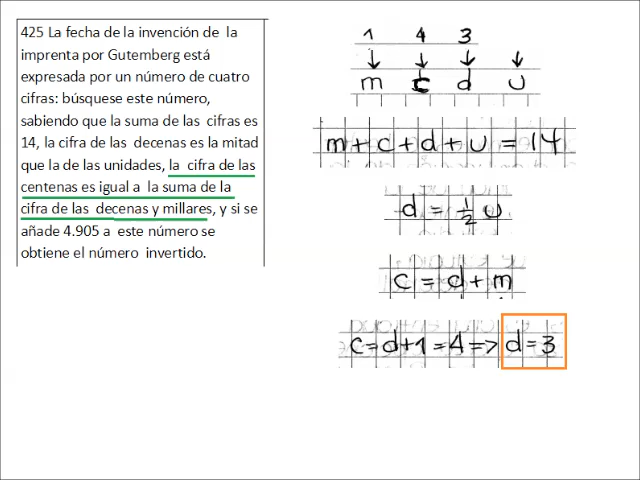 425 La fecha de la invención de  la
imprenta por Gutemberg está
expresada por un número de cuatro
cifras: búsquese este número,
sabiendo que la suma de las  cifras es
14, la cifra de las  decenas es la mitad
que la de las unidades, la  cifra de las
centenas es igual a  la suma de la
cifra de las  decenas y millares, y si se
añade 4.905 a  este número se
obtiene el número  invertido.
1 4 3
↓ ↓ ↓ ↓
m c d u
m + c + d + u = 14
d = 1/2 u
c = d + m
c = d + 1 = 4 => d = 3